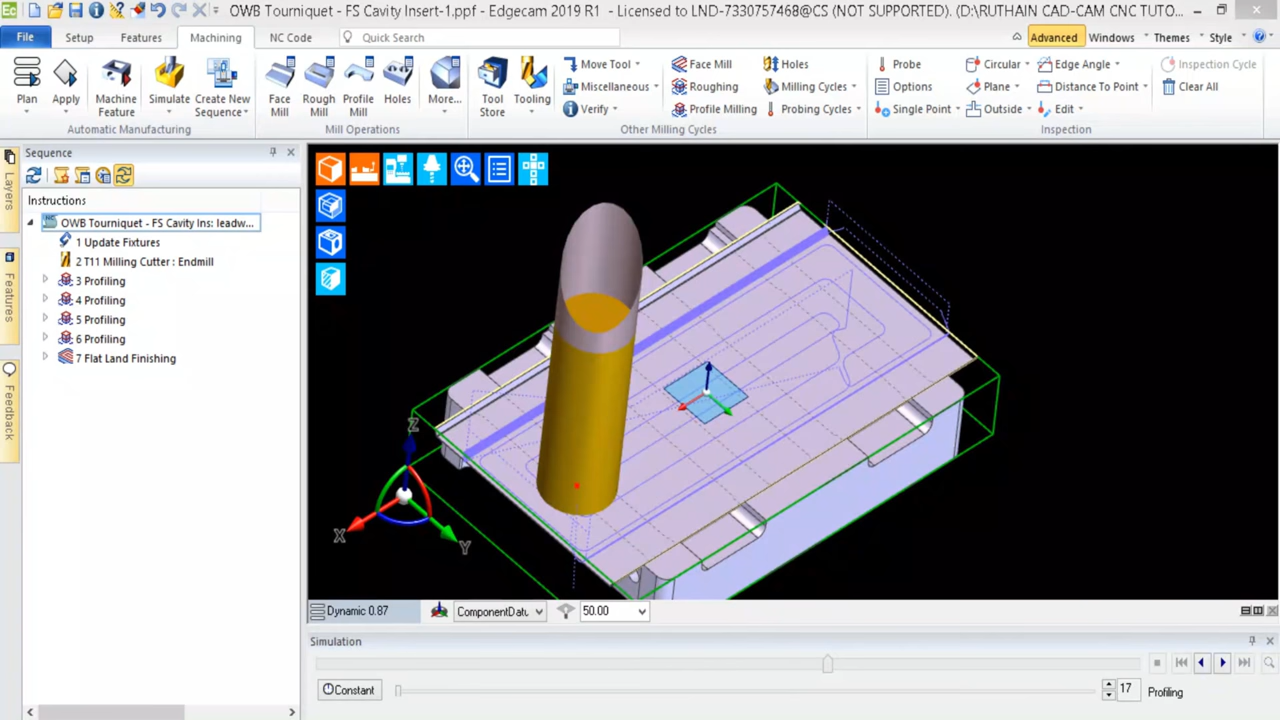 OWB Tourniquet - FS Cavity Insert-1.ppf - Edgecam 2019 R1 - Licensed to LMO-7330757468@CS (NOT SUPPORTED). (D:\RUTHAIN CAD-CAM CNC TUTO...
File Setup Features Machining NC Code Quick Search Advanced Windows Themes Style
Plan Apply Machine Feature Simulate Create New Sequence
Automatic Manufacturing
Face Mill Rough Mill Profile Mill Holes More...
Mill Operations
Tool Store Tooling
Move Tool Face Mill Holes
Miscellaneous Roughing Milling Cycles
Verify Profile Milling Probing Cycles
Other Milling Cycles
Probe Circular Edge Angle Inspection Cycle
Options Plane Distance To Point Clear All
Single Point Outside Edit
Inspection
Layers
Features
Feedback
Sequence
Instructions
OWB Tourniquet - FS Cavity Ins: leadw...
1 Update Fixtures
2 T11 Milling Cutter : Endmill
3 Profiling
4 Profiling
5 Profiling
6 Profiling
7 Flat Land Finishing
Z
X
Y
Dynamic 0.87 ComponentDatu 50.00
Simulation
Constant 17 Profiling